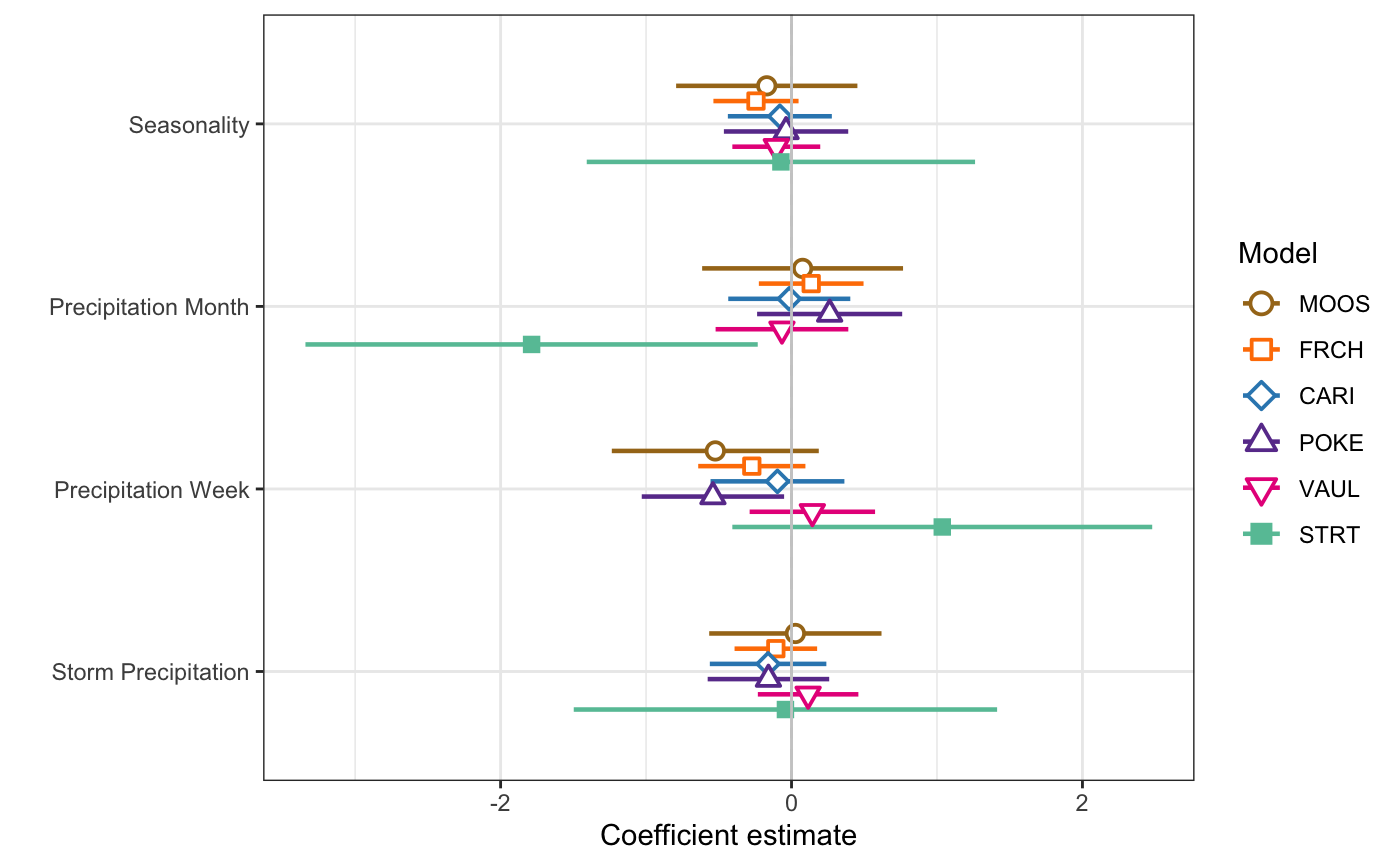 Seasonality
Precipitation Month
Precipitation Week
Storm Precipitation
-2
0
2
Coefficient estimate
Model
MOOS
FRCH
CARI
POKE
VAUL
STRT